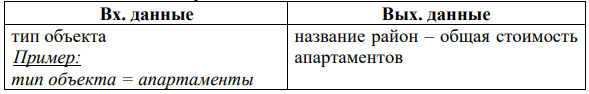 Вх. данные
Вых. данные
тип объекта
Пример:
тип объекта = апартаменты
название район – общая стоимость
апартаментов